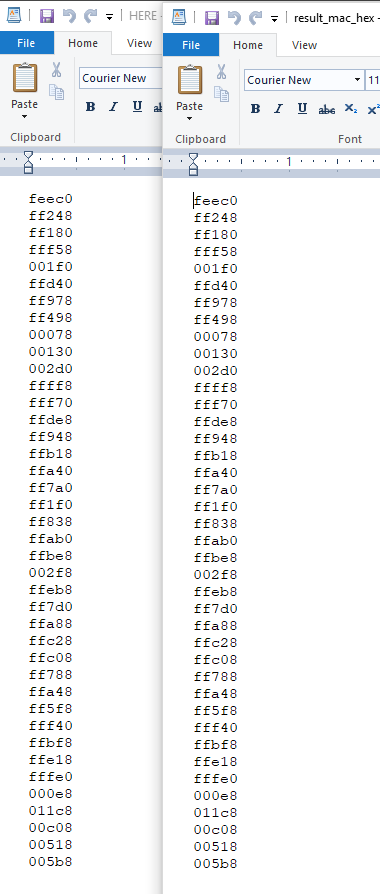 HERE -
File
Home
View
Paste
Courier New
B I U abc
Clipboard
1
feec0
ff248
ff180
fff58
001f0
ffd40
ff978
ff498
00078
00130
002d0
ffff8
fff70
ffde8
ff948
ffb18
ffa40
ff7a0
ff1f0
ff838
ffab0
ffbe8
002f8
ffeb8
ff7d0
ffa88
ffc28
ffc08
ff788
ffa48
ff5f8
fff40
ffbf8
ffe18
fffe0
000e8
011c8
00c08
00518
005b8
result_mac_hex -
File
Home
View
Paste
Courier New
11
B I U abc X₂ X²
Clipboard
Font
1
feec0
ff248
ff180
fff58
001f0
ffd40
ff978
ff498
00078
00130
002d0
ffff8
fff70
ffde8
ff948
ffb18
ffa40
ff7a0
ff1f0
ff838
ffab0
ffbe8
002f8
ffeb8
ff7d0
ffa88
ffc28
ffc08
ff788
ffa48
ff5f8
fff40
ffbf8
ffe18
fffe0
000e8
011c8
00c08
00518
005b8